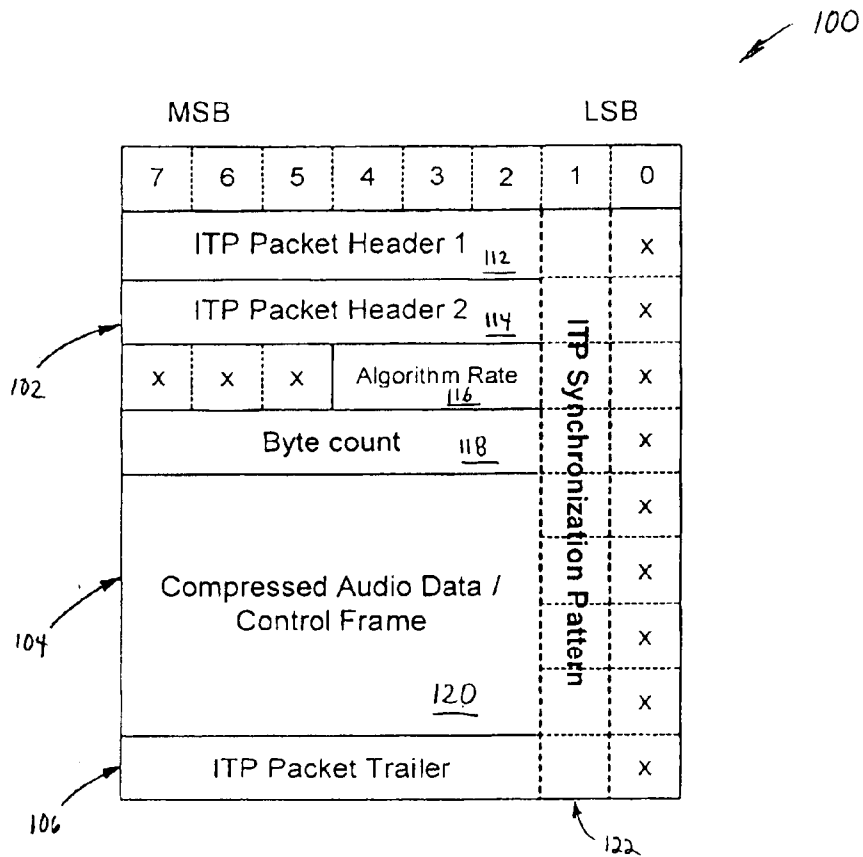 100
MSB LSB
7 6 5 4 3 2 1 0
ITP Packet Header 1 112 x
ITP Packet Header 2 114 x
102
x x x Algorithm Rate 116 x
Byte count 118 x
ITP Synchronization Pattern
x
x
Compressed Audio Data /
Control Frame
104
x
120 x
ITP Packet Trailer x
106
122